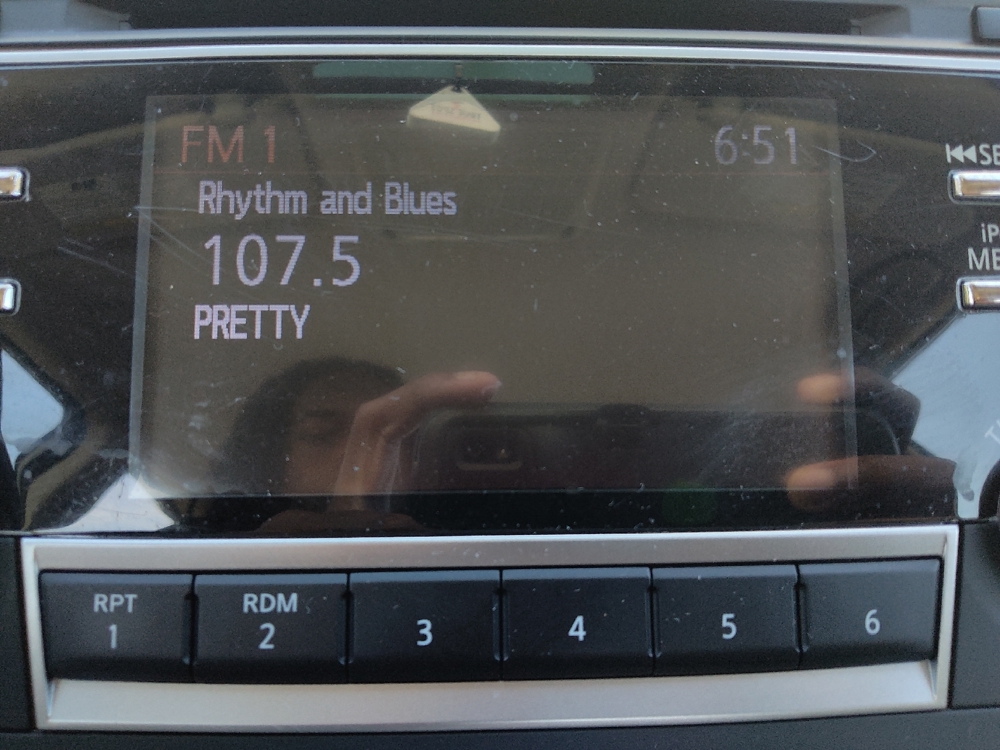 FM 1
6:51
Rhythm and Blues
107.5
PRETTY
RPT
1
RDM
2
3
4
5
6